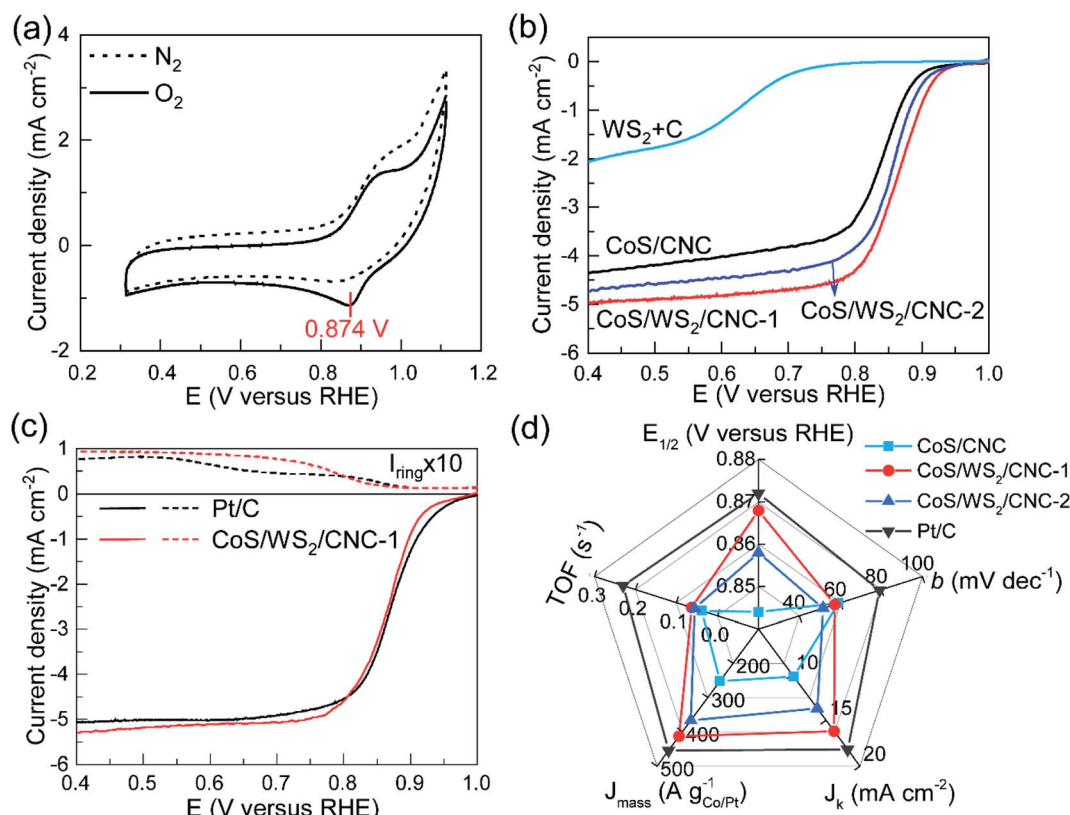 (a)
N₂
O₂
4
2
0
-2
0.2 0.4 0.6 0.8 1.0 1.2
Current density (mA cm⁻²)
E (V versus RHE)
0.874 V
(b)
0
-1
-2
-3
-4
-5
-6
0.4 0.5 0.6 0.7 0.8 0.9 1.0
Current density (mA cm⁻²)
E (V versus RHE)
WS₂+C
CoS/CNC
CoS/WS₂/CNC-1
CoS/WS₂/CNC-2
(c)
1
0
-1
-2
-3
-4
-5
-6
0.4 0.5 0.6 0.7 0.8 0.9 1.0
Current density (mA cm⁻²)
E (V versus RHE)
I_ring x10
Pt/C
CoS/WS₂/CNC-1
(d)
E₁/₂ (V versus RHE)
0.88
0.87
0.86
0.85
CoS/CNC
CoS/WS₂/CNC-1
CoS/WS₂/CNC-2
Pt/C
100
80
60
40
b (mV dec⁻¹)
10
15
20
J_k (mA cm⁻²)
200
300
400
500
J_mass (A g⁻¹_Co/Pt)
0.0
0.1
0.2
0.3
TOF (s⁻¹)